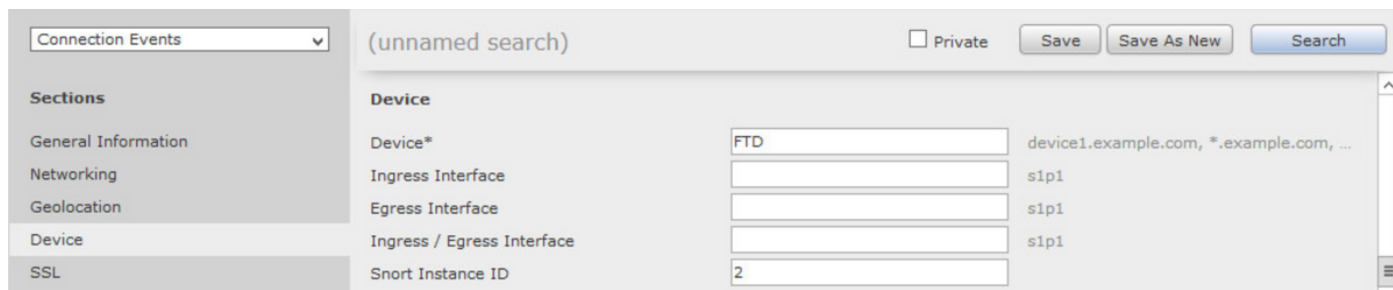 Connection Events
(unnamed search)
Private
Save
Save As New
Search
Sections
General Information
Networking
Geolocation
Device
SSL
Device
Device* FTD device1.example.com, *.example.com, ...
Ingress Interface s1p1
Egress Interface s1p1
Ingress / Egress Interface s1p1
Snort Instance ID 2